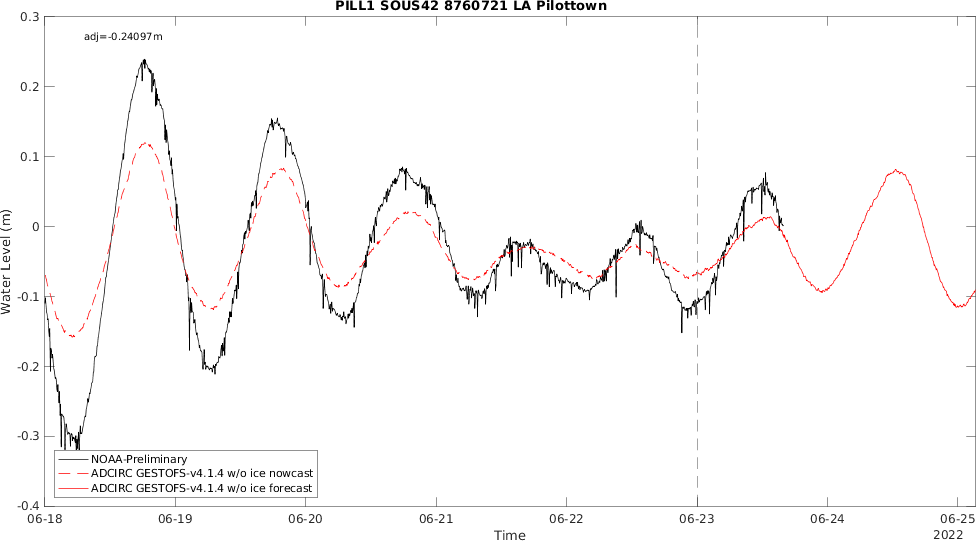 PILL1 SOUS42 8760721 LA Pilottown
adj=-0.24097m
0.3
0.2
0.1
0
-0.1
-0.2
-0.3
-0.4
Water Level (m)
NOAA-Preliminary
ADCIRC GESTOFS-v4.1.4 w/o ice nowcast
ADCIRC GESTOFS-v4.1.4 w/o ice forecast
06-18 06-19 06-20 06-21 06-22 06-23 06-24 06-25
Time
2022